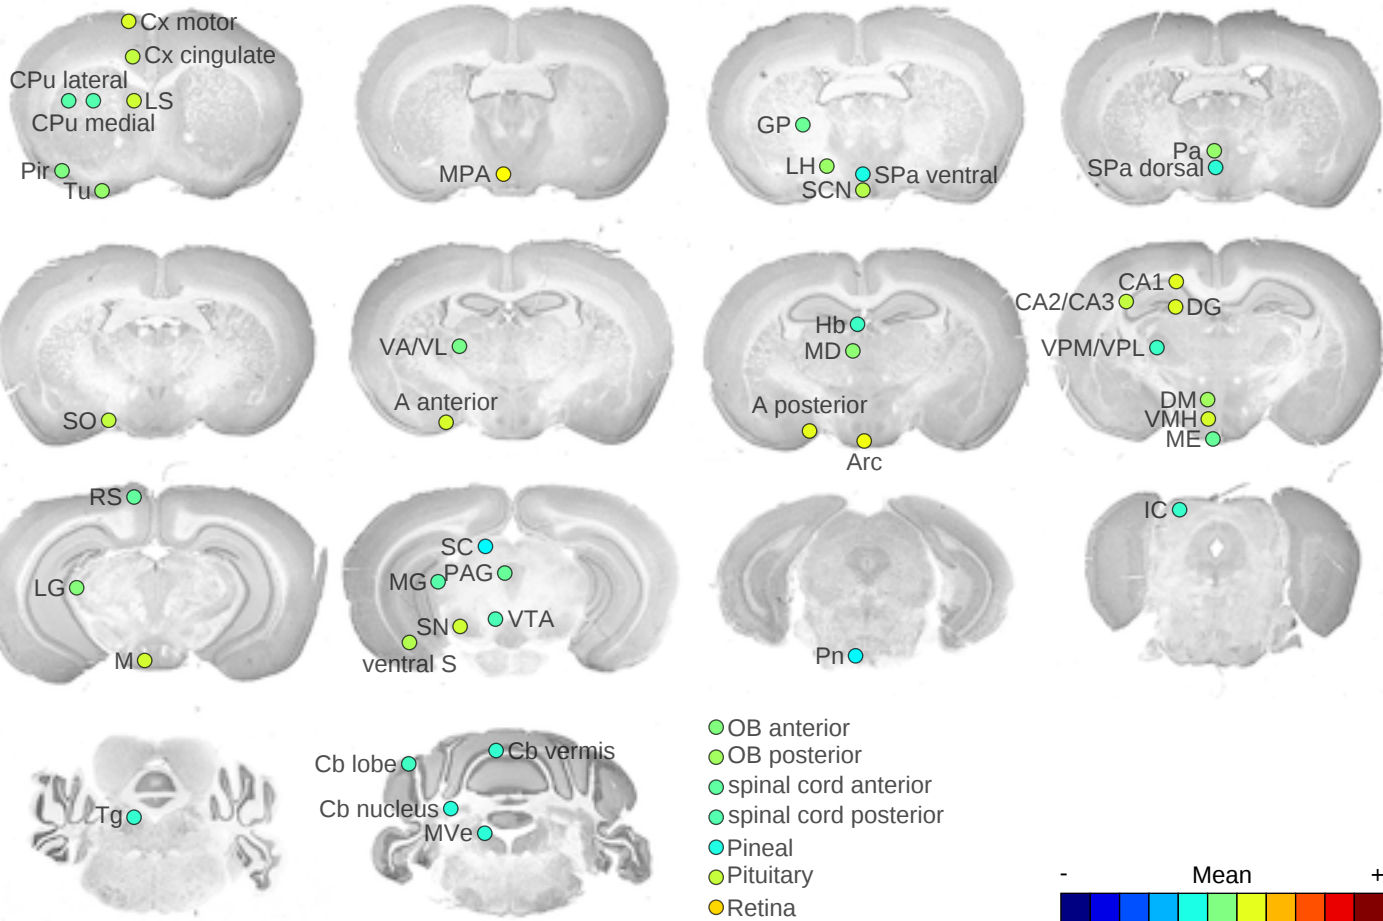 Cx motor
Cx cingulate
CPu lateral
LS
CPu medial
Pir
Tu
MPA
GP
LH
SPa ventral
SCN
Pa
SPa dorsal
SO
VA/VL
A anterior
Hb
MD
A posterior
Arc
CA1
CA2/CA3
DG
VPM/VPL
DM
VMH
ME
RS
LG
M
SC
PAG
MG
VTA
SN
ventral S
Pn
IC
Tg
Cb lobe
Cb vermis
Cb nucleus
MVe
OB anterior
OB posterior
spinal cord anterior
spinal cord posterior
Pineal
Pituitary
Retina
- Mean +